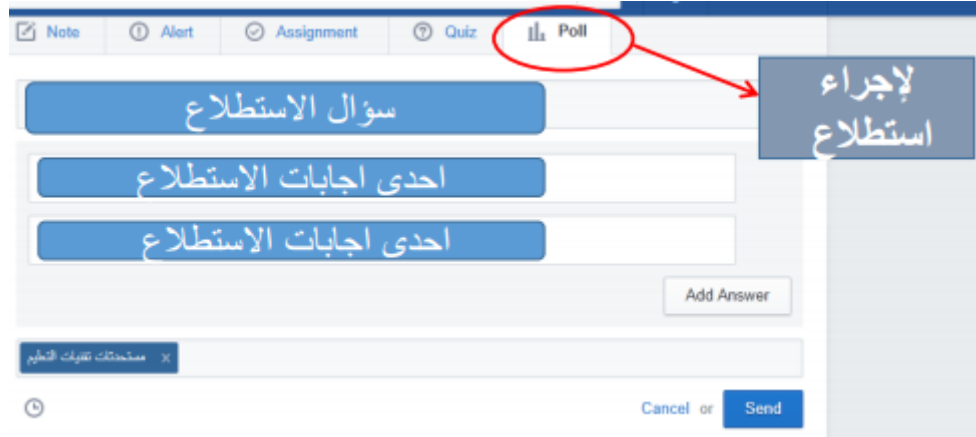 Note Alert Assignment Quiz Poll
لإجراء
استطلاع
سؤال الاستطلاع
احدى اجابات الاستطلاع
احدى اجابات الاستطلاع
Add Answer
مستحدثات تقنيات التعليم x
Cancel or Send